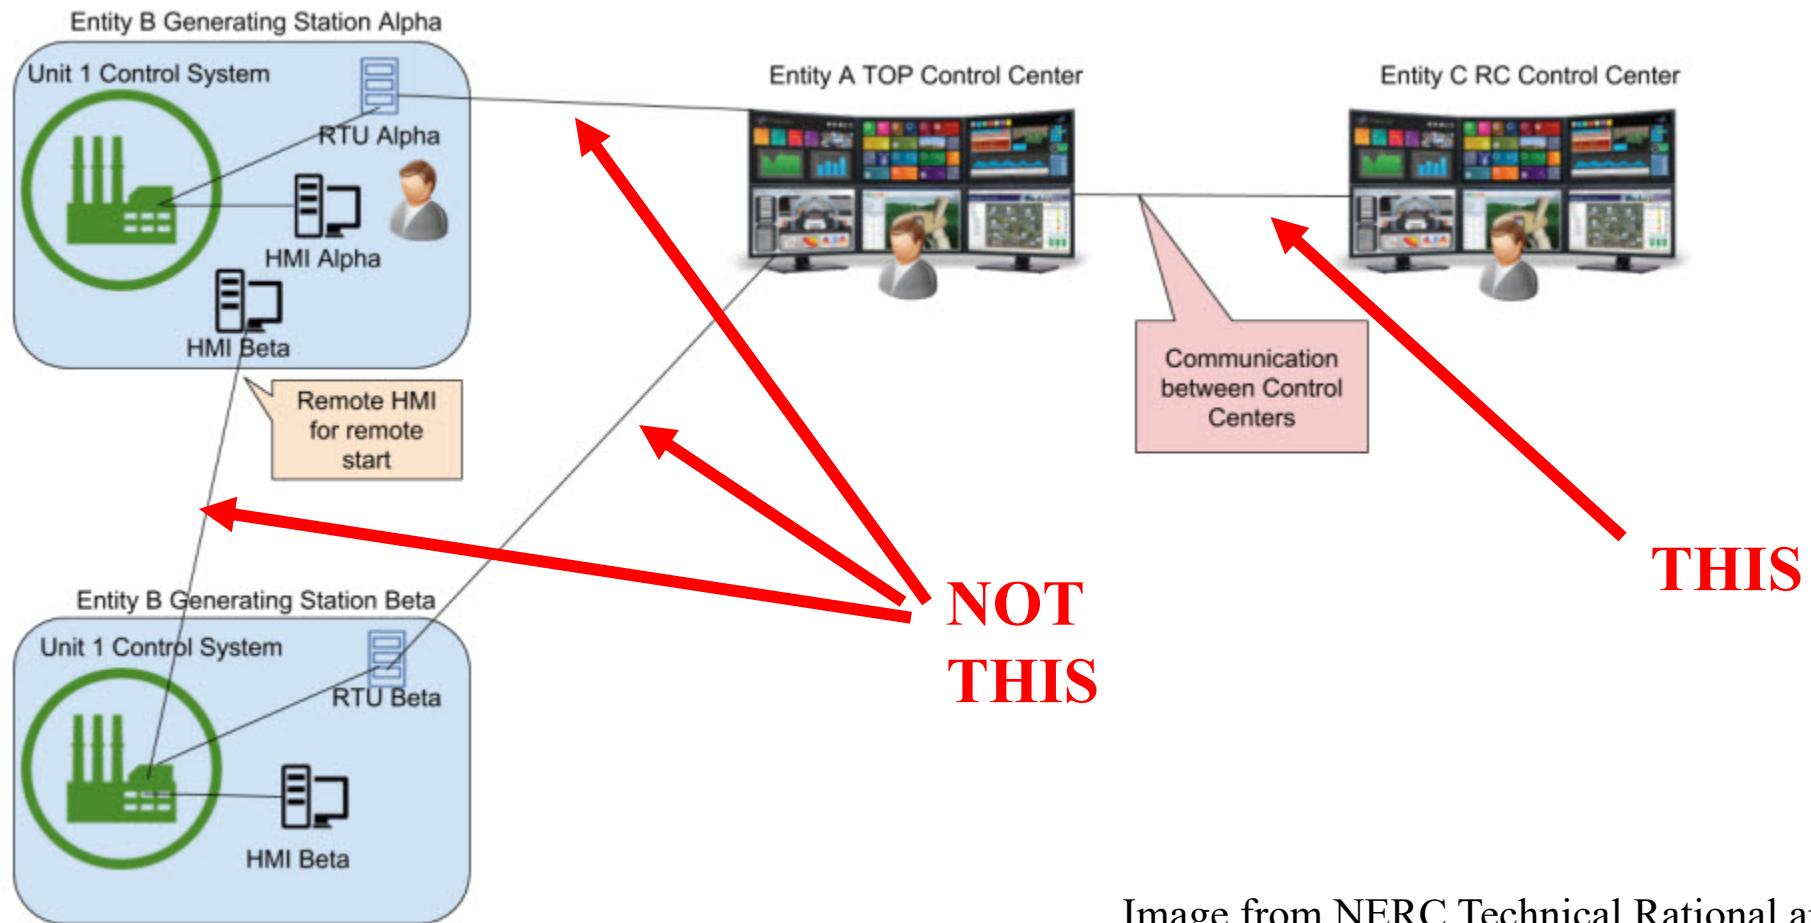 Entity B Generating Station Alpha
Unit 1 Control System
RTU Alpha
HMI Alpha
HMI Beta
Remote HMI
for remote
start
Entity A TOP Control Center
Entity C RC Control Center
Communication
between Control
Centers
THIS
NOT
THIS
Entity B Generating Station Beta
Unit 1 Control System
RTU Beta
HMI Beta
Image from NERC Technical Rational